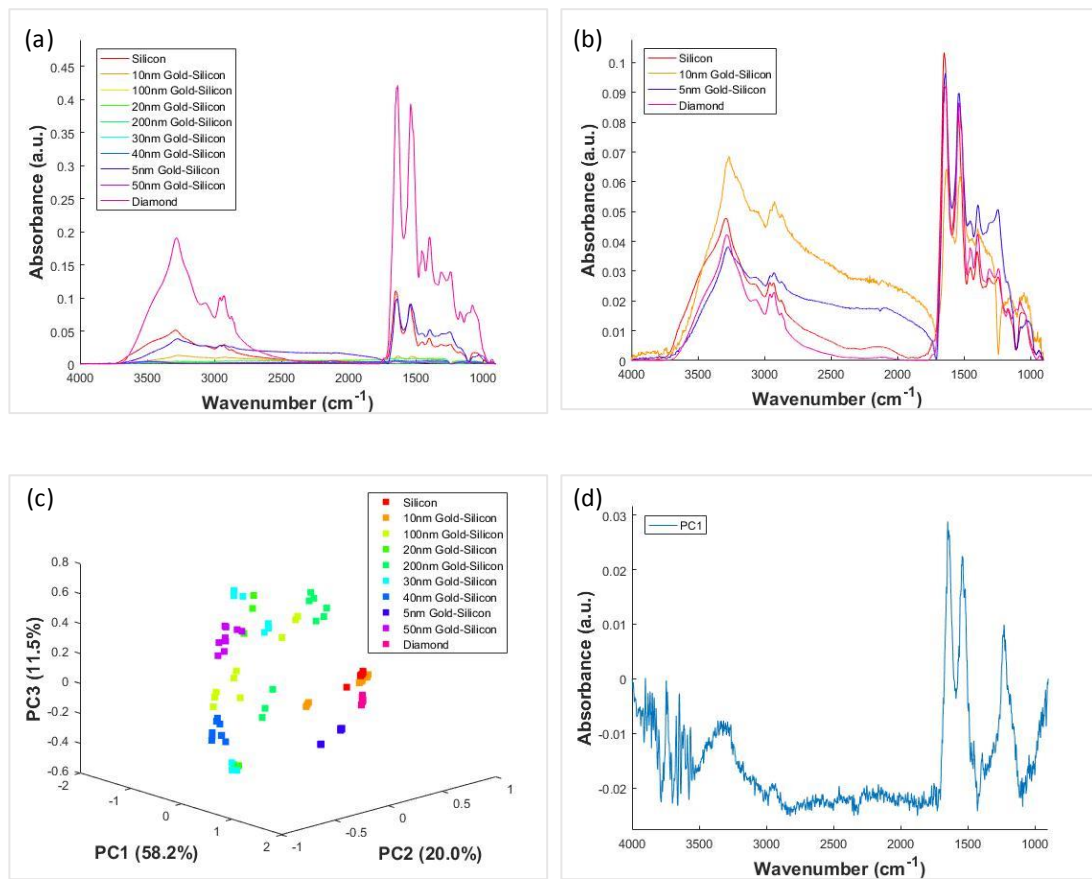 (a)
Silicon
10nm Gold-Silicon
100nm Gold-Silicon
20nm Gold-Silicon
200nm Gold-Silicon
30nm Gold-Silicon
40nm Gold-Silicon
5nm Gold-Silicon
50nm Gold-Silicon
Diamond
0.45
0.4
0.35
0.3
0.25
0.2
0.15
0.1
0.05
0
Absorbance (a.u.)
4000 3500 3000 2500 2000 1500 1000
Wavenumber (cm-1)
(b)
Silicon
10nm Gold-Silicon
5nm Gold-Silicon
Diamond
0.1
0.09
0.08
0.07
0.06
0.05
0.04
0.03
0.02
0.01
0
Absorbance (a.u.)
4000 3500 3000 2500 2000 1500 1000
Wavenumber (cm-1)
(c)
Silicon
10nm Gold-Silicon
100nm Gold-Silicon
20nm Gold-Silicon
200nm Gold-Silicon
30nm Gold-Silicon
40nm Gold-Silicon
5nm Gold-Silicon
50nm Gold-Silicon
Diamond
0.8
0.6
0.4
0.2
0
-0.2
-0.4
-0.6
PC3 (11.5%)
-2 -1 0 1 2
PC1 (58.2%)
-1 -0.5 0 0.5 1
PC2 (20.0%)
(d)
PC1
0.03
0.02
0.01
0
-0.01
-0.02
Absorbance (a.u.)
4000 3500 3000 2500 2000 1500 1000
Wavenumber (cm-1)